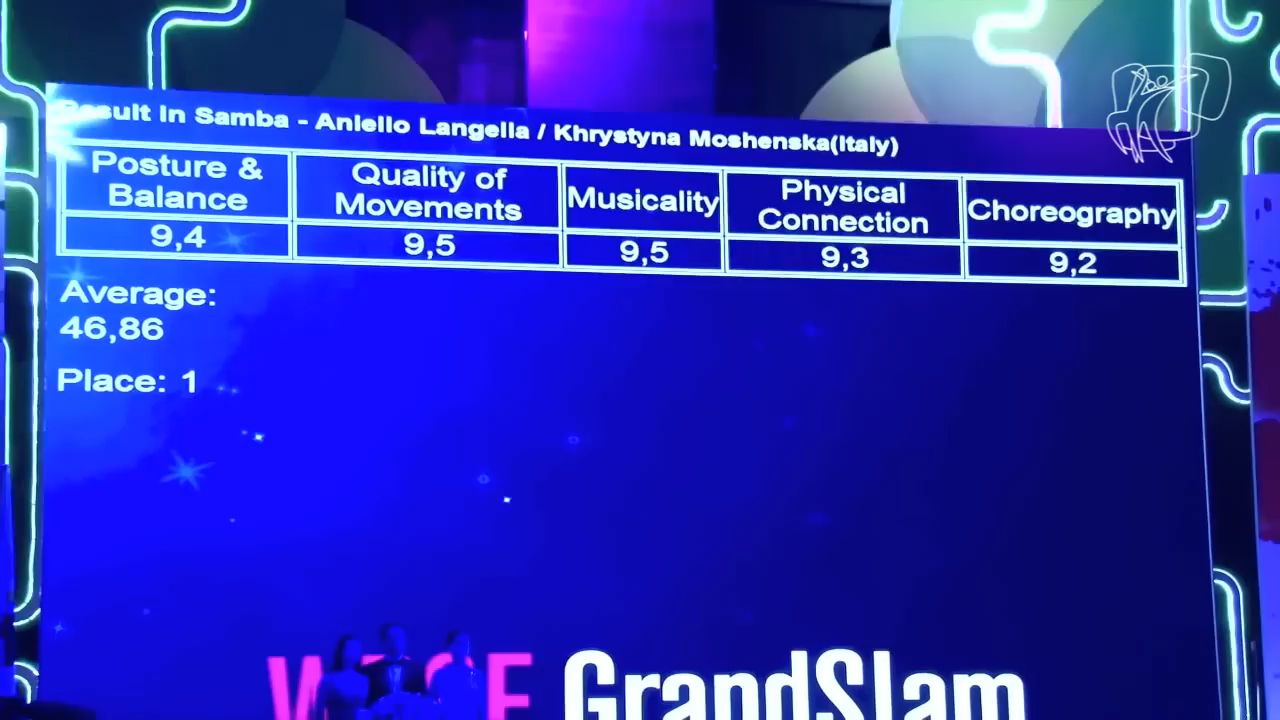 Result in Samba - Aniello Langella / Khrystyna Moshenska(Italy)
Posture & Balance
Quality of Movements
Musicality
Physical Connection
Choreography
9,4
9,5
9,5
9,3
9,2
Average:
46,86
Place: 1
GrandSlam